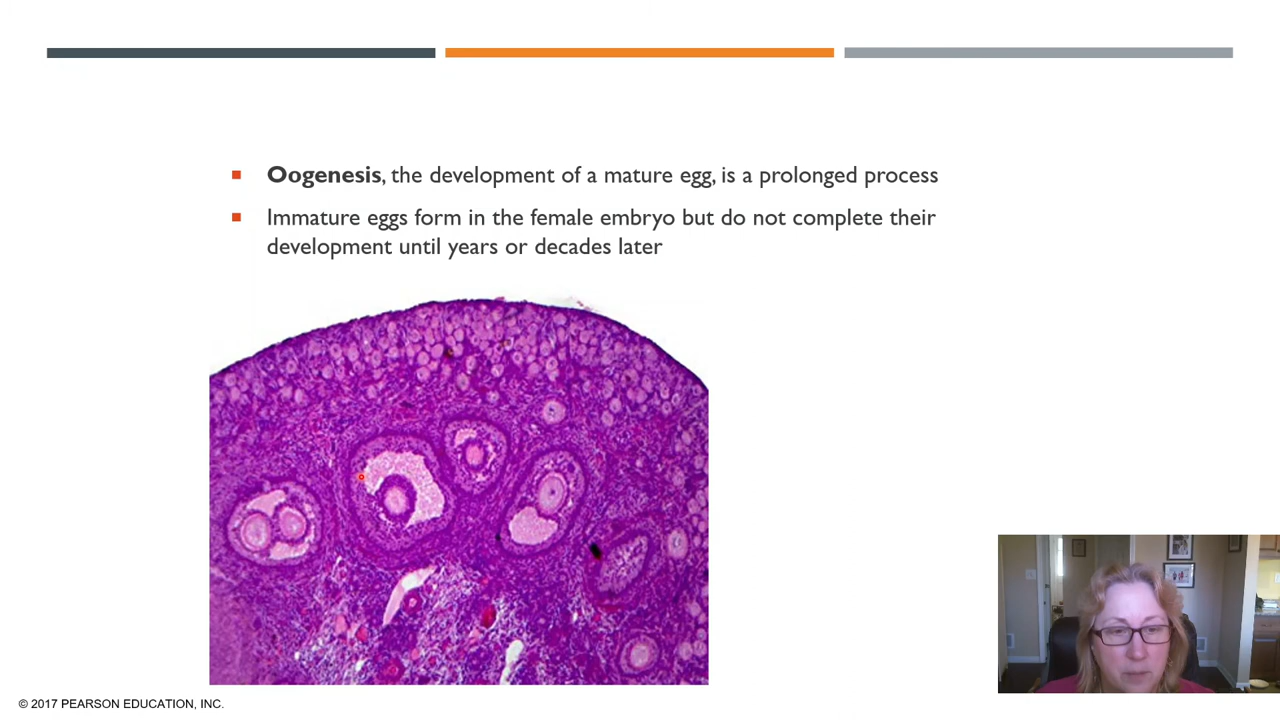 Oogenesis, the development of a mature egg, is a prolonged process
Immature eggs form in the female embryo but do not complete their
development until years or decades later
© 2017 PEARSON EDUCATION, INC.